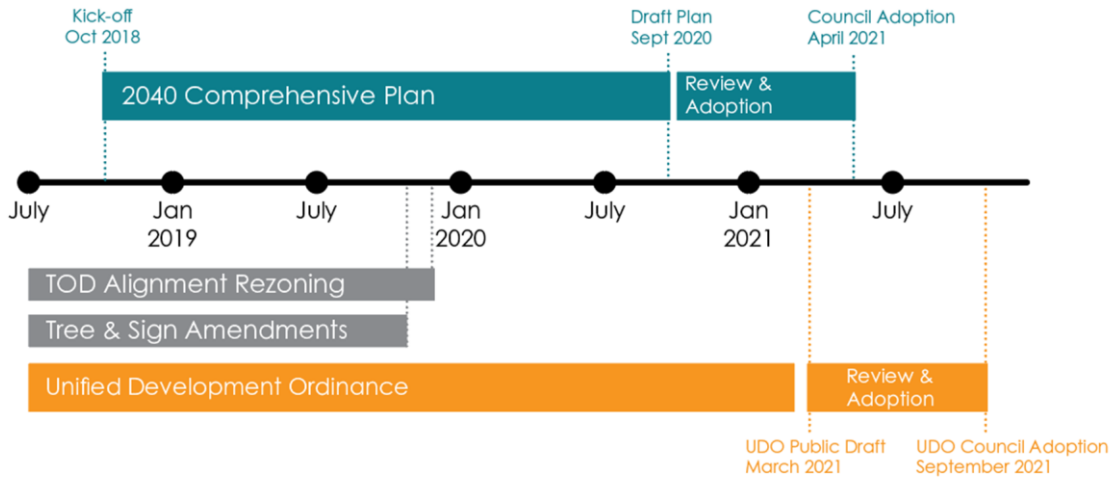 Kick-off
Oct 2018
Draft Plan
Sept 2020
Council Adoption
April 2021
2040 Comprehensive Plan
Review &
Adoption
July
Jan
2019
July
Jan
2020
July
Jan
2021
July
TOD Alignment Rezoning
Tree & Sign Amendments
Unified Development Ordinance
Review &
Adoption
UDO Public Draft
March 2021
UDO Council Adoption
September 2021